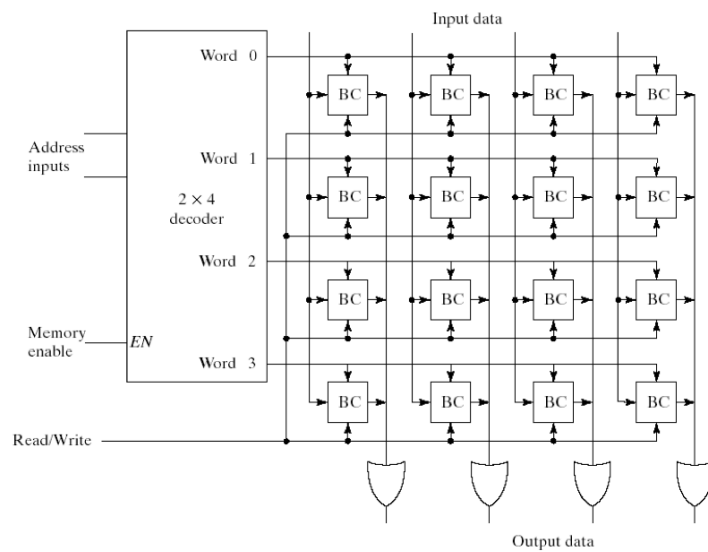 Input data
Word 0
BC BC BC BC
Address
inputs
Word 1
2 × 4
decoder
BC BC BC BC
Word 2
BC BC BC BC
Memory
enable
EN
Word 3
BC BC BC BC
Read/Write
Output data